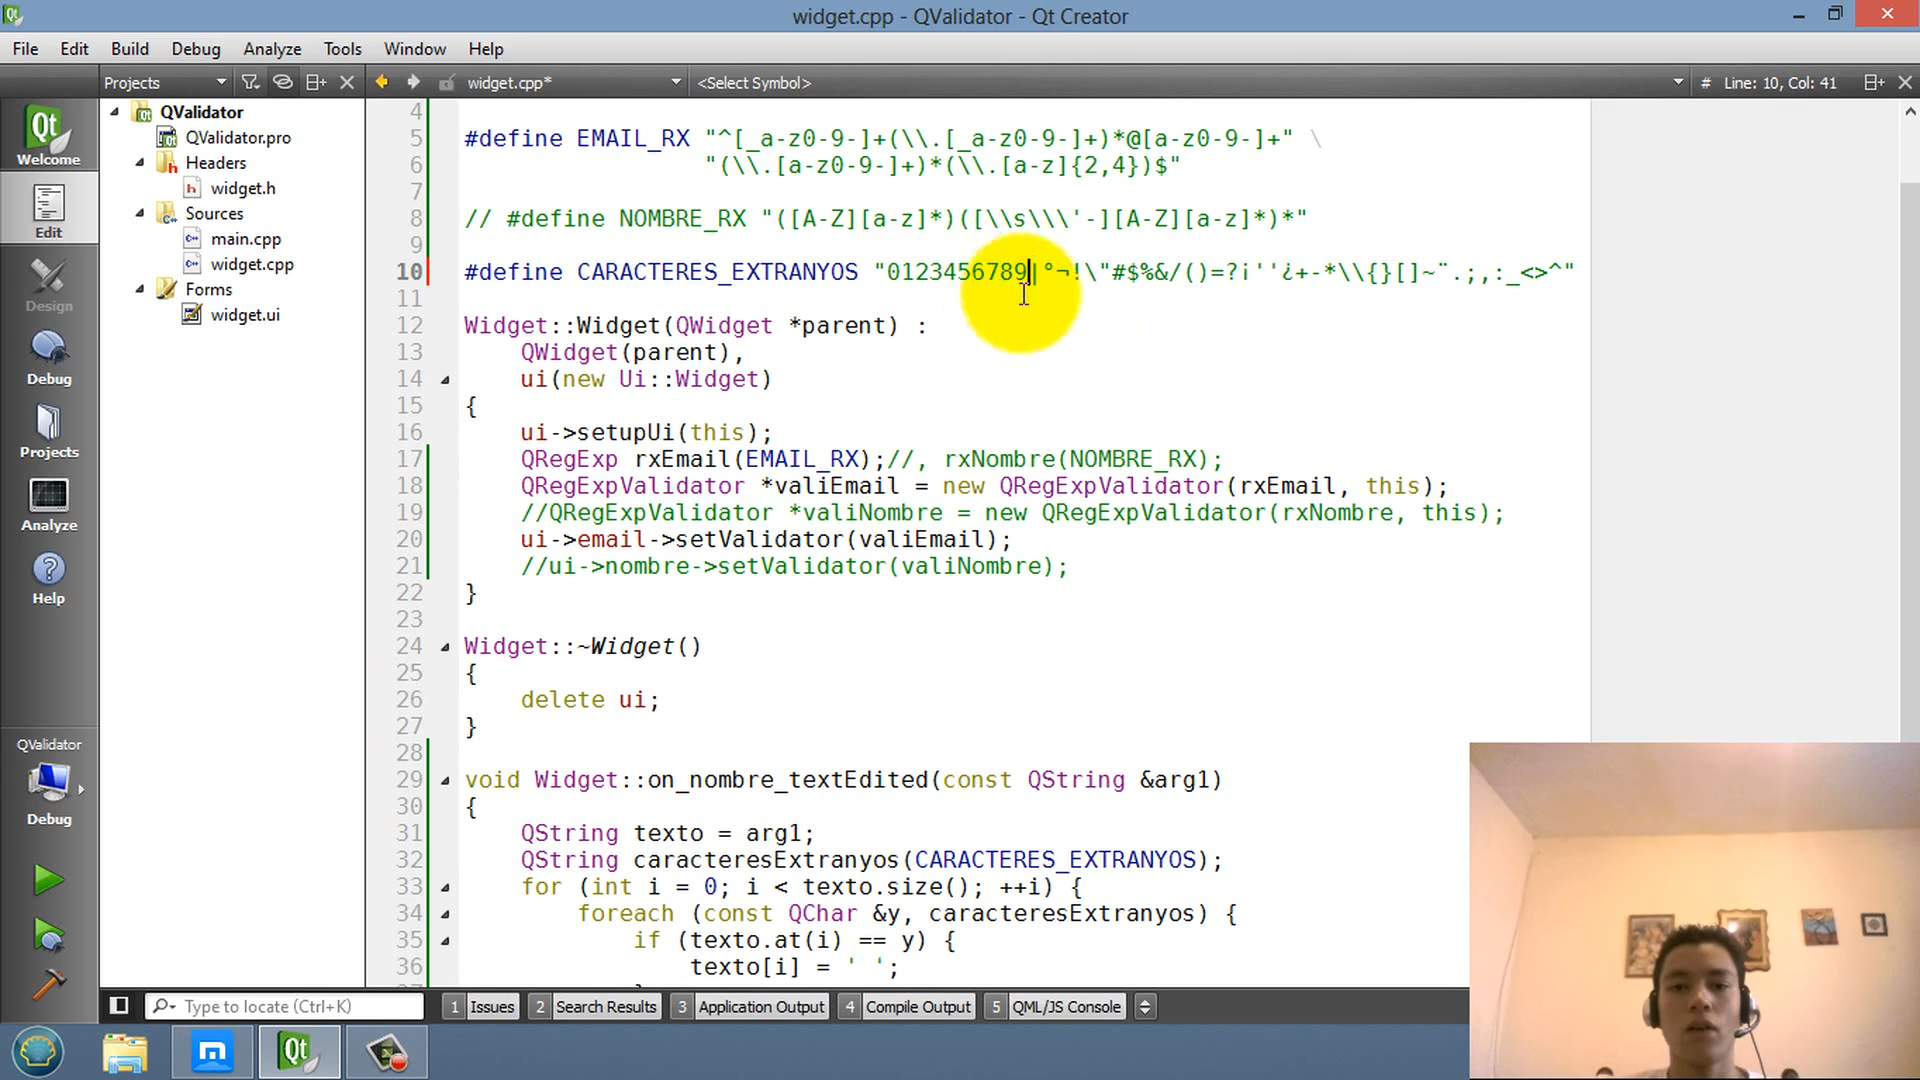 widget.cpp - QValidator - Qt Creator
File Edit Build Debug Analyze Tools Window Help
Projects widget.cpp* <Select Symbol> # Line: 10, Col: 41
Welcome
Edit
Design
Debug
Projects
Analyze
Help
QValidator
Debug
QValidator
QValidator.pro
Headers
widget.h
Sources
main.cpp
widget.cpp
Forms
widget.ui
4
5 #define EMAIL_RX "^[_a-z0-9-]+(\\.[_a-z0-9-]+)*@[a-z0-9-]+" \
6 "(\\.[a-z0-9-]+)*(\\.[a-z]{2,4})$"
7
8 // #define NOMBRE_RX "([A-Z][a-z]*)([\\s\\\'-][A-Z][a-z]*)*"
9
10 #define CARACTERES_EXTRANYOS "0123456789|°¬!\"#$%&/()=?¡''¿+-*\\{}[]~¨.;,:_<>^"
11
12 Widget::Widget(QWidget *parent) :
13 QWidget(parent),
14 ui(new Ui::Widget)
15 {
16 ui->setupUi(this);
17 QRegExp rxEmail(EMAIL_RX);//, rxNombre(NOMBRE_RX);
18 QRegExpValidator *valiEmail = new QRegExpValidator(rxEmail, this);
19 //QRegExpValidator *valiNombre = new QRegExpValidator(rxNombre, this);
20 ui->email->setValidator(valiEmail);
21 //ui->nombre->setValidator(valiNombre);
22 }
23
24 Widget::~Widget()
25 {
26 delete ui;
27 }
28
29 void Widget::on_nombre_textEdited(const QString &arg1)
30 {
31 QString texto = arg1;
32 QString caracteresExtranyos(CARACTERES_EXTRANYOS);
33 for (int i = 0; i < texto.size(); ++i) {
34 foreach (const QChar &y, caracteresExtranyos) {
35 if (texto.at(i) == y) {
36 texto[i] = ' ';
Type to locate (Ctrl+K) 1 Issues 2 Search Results 3 Application Output 4 Compile Output 5 QML/JS Console